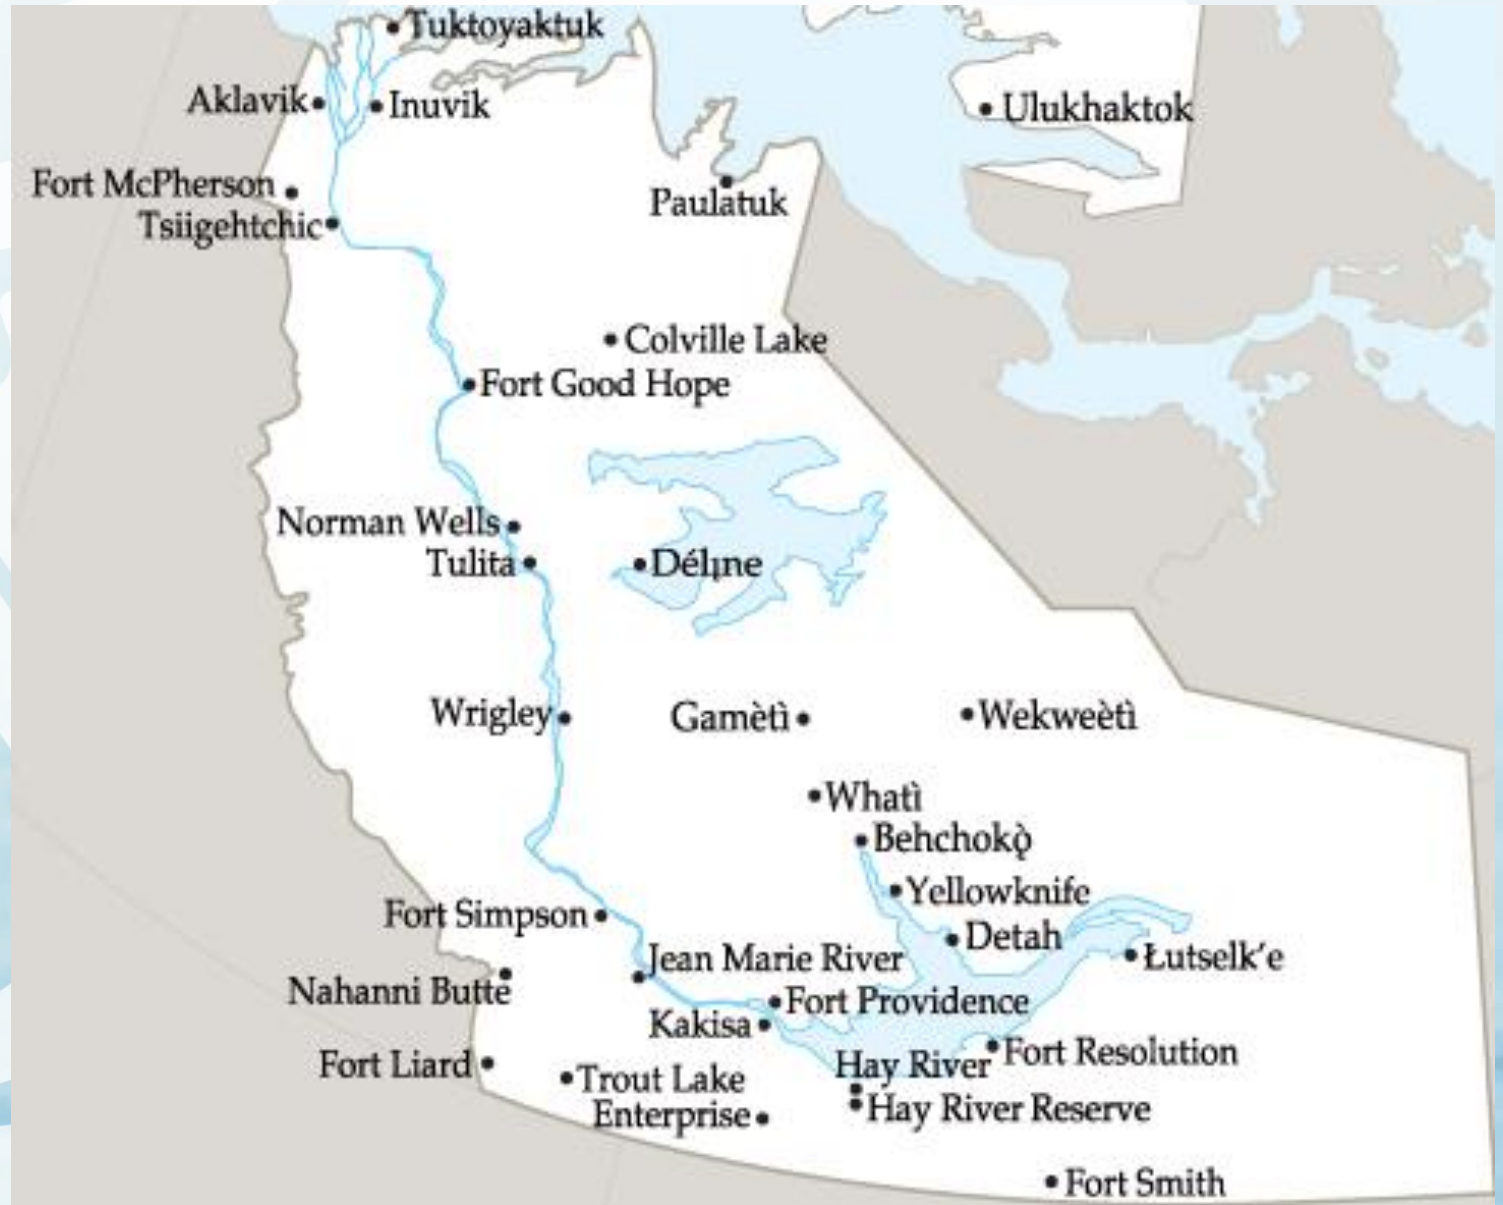 Tuktoyaktuk
Aklavik
Inuvik
Ulukhaktok
Fort McPherson
Paulatuk
Tsiigehtchic
Colville Lake
Fort Good Hope
Norman Wells
Tulita
Délı̨ne
Wrigley
Gamètì
Wekweètì
Whatì
Behchokǫ̀
Yellowknife
Fort Simpson
Detah
Jean Marie River
Łutselk'e
Nahanni Butte
Fort Providence
Kakisa
Fort Resolution
Fort Liard
Hay River
Trout Lake
Hay River Reserve
Enterprise
Fort Smith